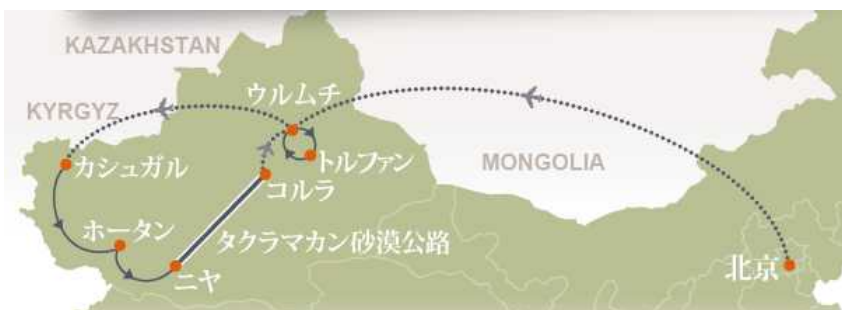 KAZAKHSTAN
ウルムチ
KYRGYZ
カシュガル
トルファン
MONGOLIA
コルラ
ホータン
タクラマカン砂漠公路
ニヤ
北京